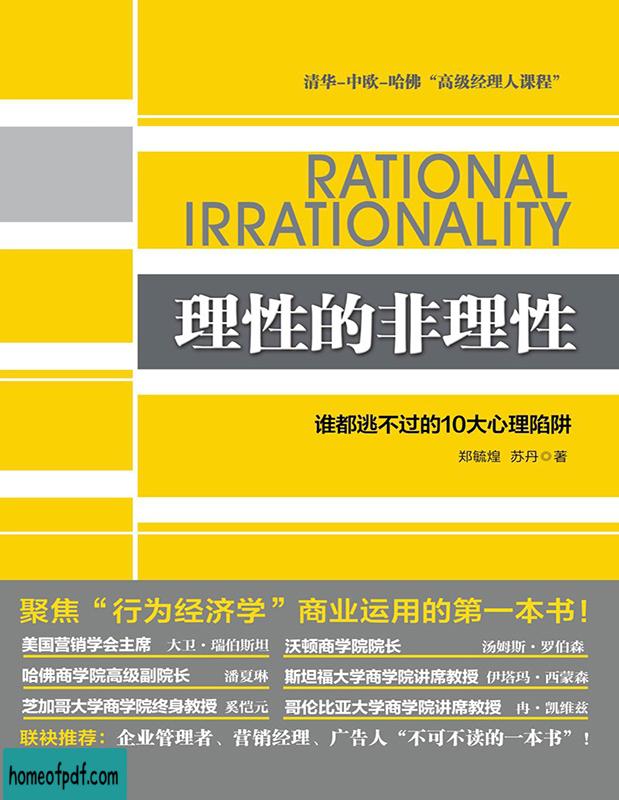 清华-中欧-哈佛“高级经理人课程”
RATIONAL
IRRATIONALITY
理性的非理性
谁都逃不过的10大心理陷阱
郑毓煌 苏丹◎著
聚焦“行为经济学”商业运用的第一本书！
美国营销学会主席 大卫·瑞伯斯坦 沃顿商学院院长 汤姆斯·罗伯森
哈佛商学院高级副院长 潘夏琳 斯坦福大学商学院讲席教授 伊塔玛·西蒙森
芝加哥大学商学院终身教授 奚恺元 哥伦比亚大学商学院讲席教授 冉·凯维兹
联袂推荐：企业管理者、营销经理、广告人“不可不读的一本书”！
homeofpdf.com